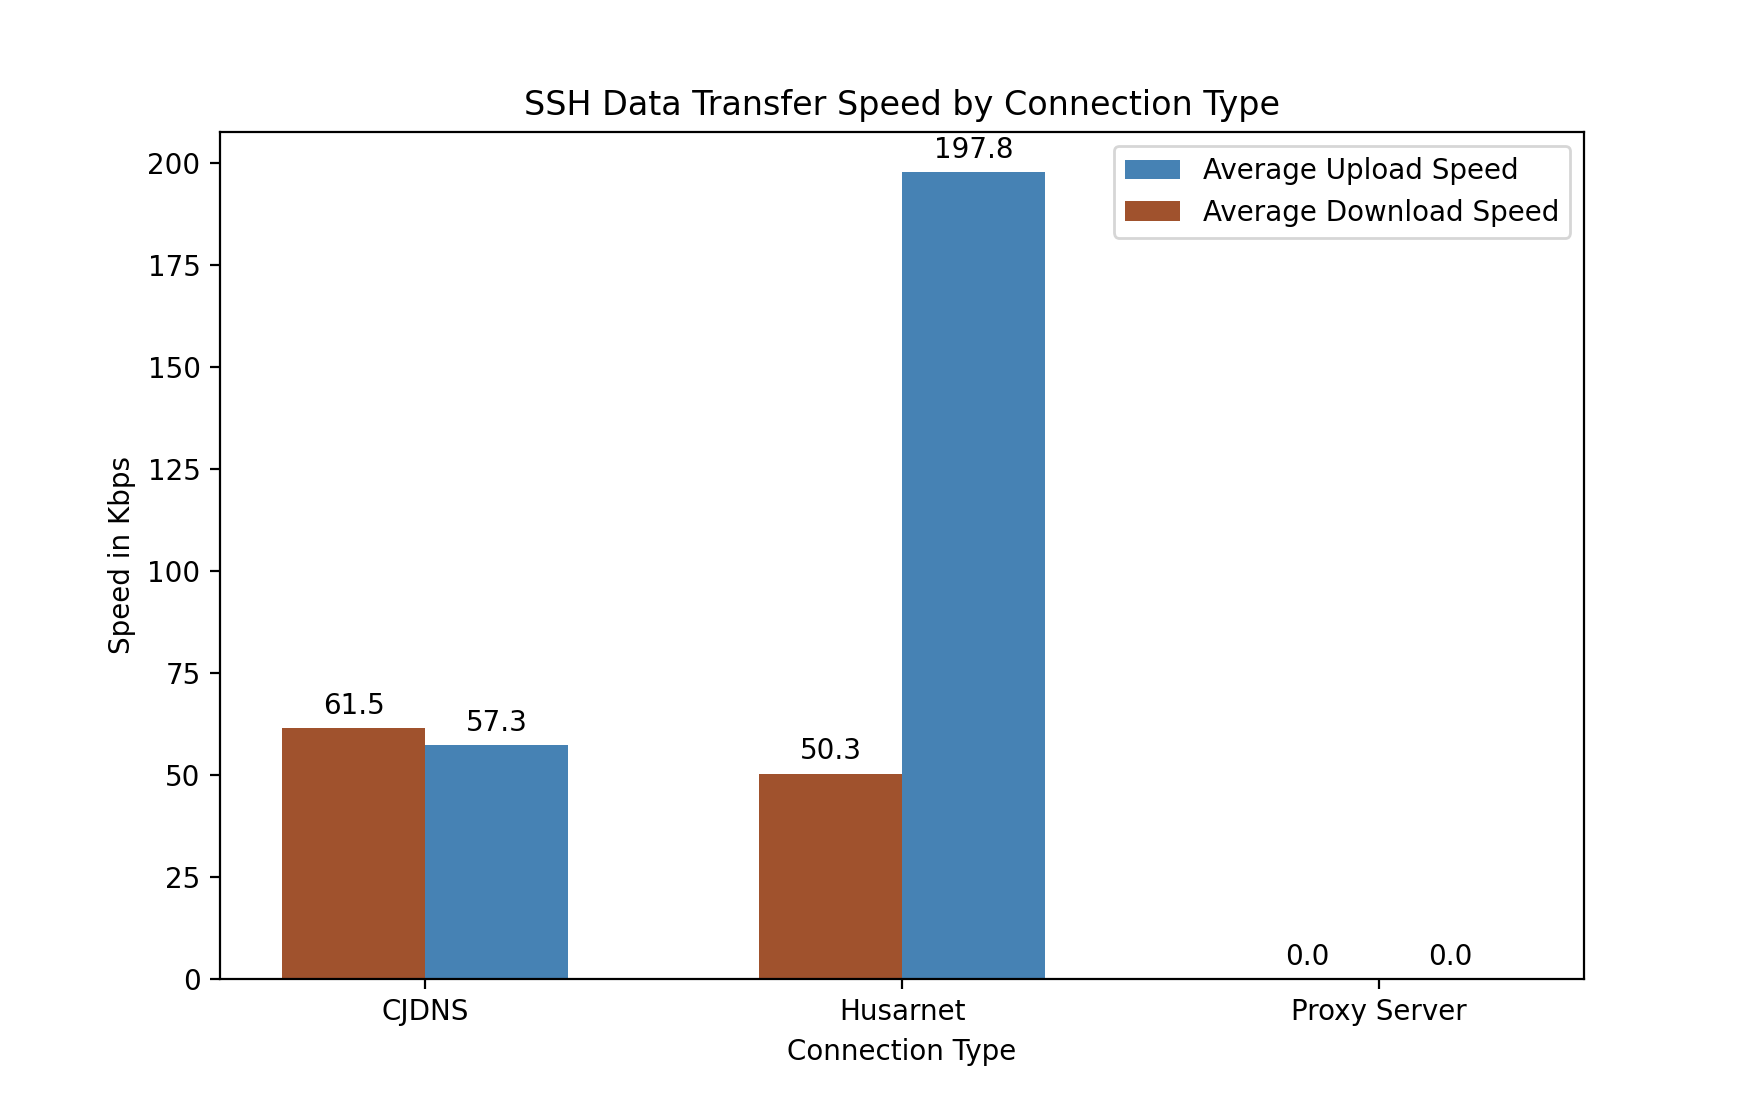 SSH Data Transfer Speed by Connection Type
Average Upload Speed
Average Download Speed
Speed in Kbps
200
175
150
125
100
75
50
25
0
61.5
57.3
50.3
197.8
0.0
0.0
CJDNS
Husarnet
Proxy Server
Connection Type